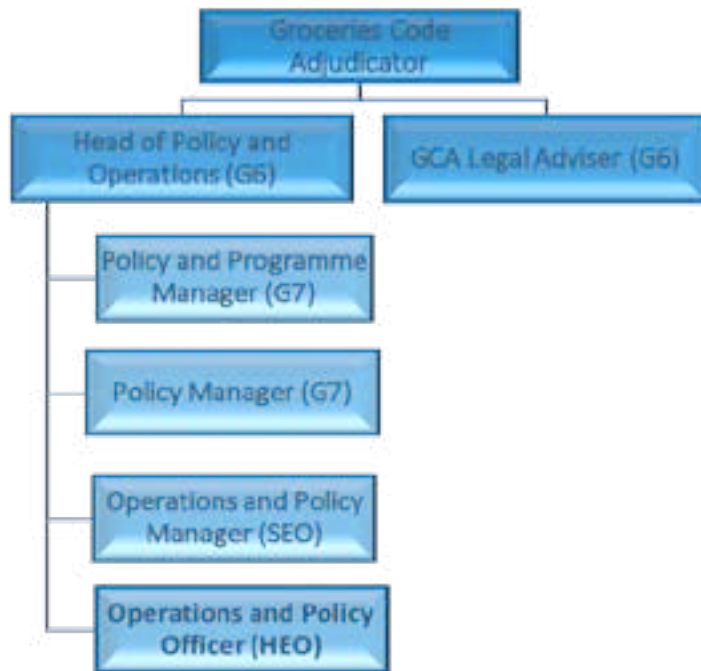 Groceries Code
Adjudicator
Head of Policy and
Operations (G6)
GCA Legal Adviser (G6)
Policy and Programme
Manager (G7)
Policy Manager (G7)
Operations and Policy
Manager (SEO)
Operations and Policy
Officer (HEO)